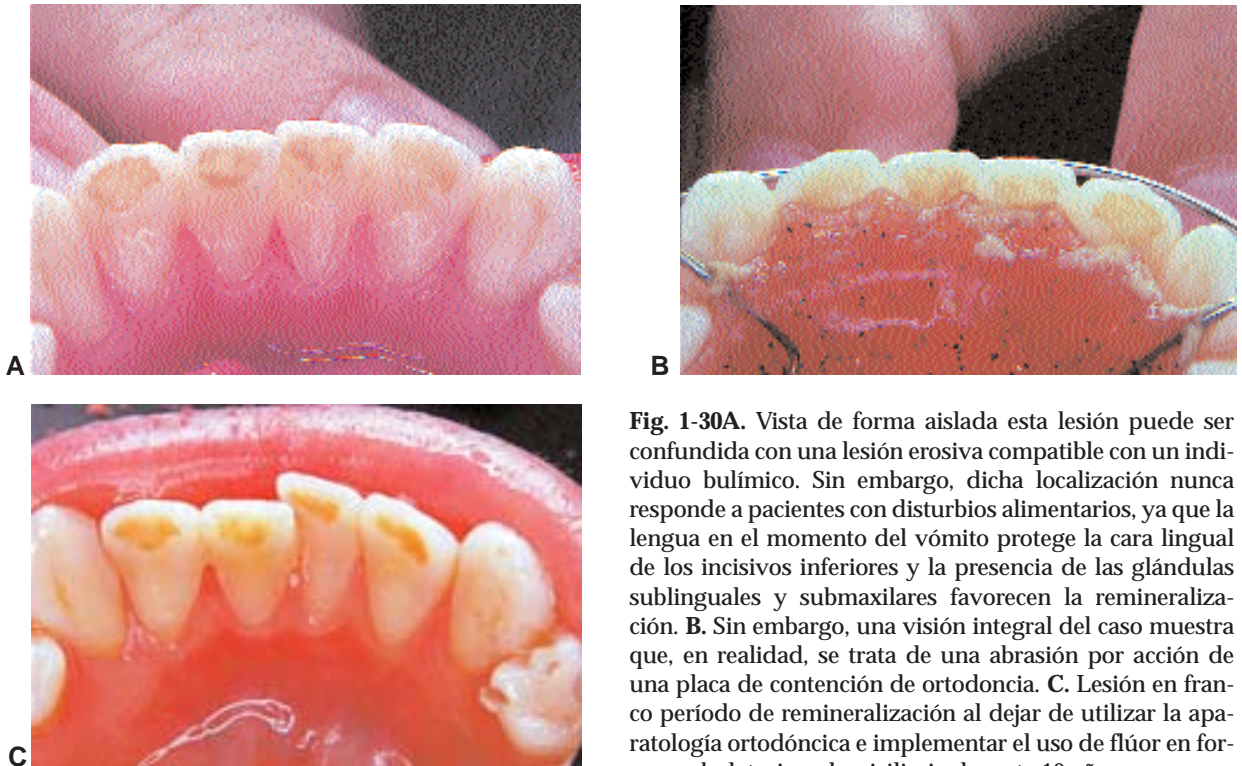 A
B
C
Fig. 1-30A. Vista de forma aislada esta lesión puede ser
confundida con una lesión erosiva compatible con un indi-
viduo bulímico. Sin embargo, dicha localización nunca
responde a pacientes con disturbios alimentarios, ya que la
lengua en el momento del vómito protege la cara lingual
de los incisivos inferiores y la presencia de las glándulas
sublinguales y submaxilares favorecen la remineraliza-
ción. B. Sin embargo, una visión integral del caso muestra
que, en realidad, se trata de una abrasión por acción de
una placa de contención de ortodoncia. C. Lesión en fran-
co período de remineralización al dejar de utilizar la apa-
ratología ortodóncica e implementar el uso de flúor en for-